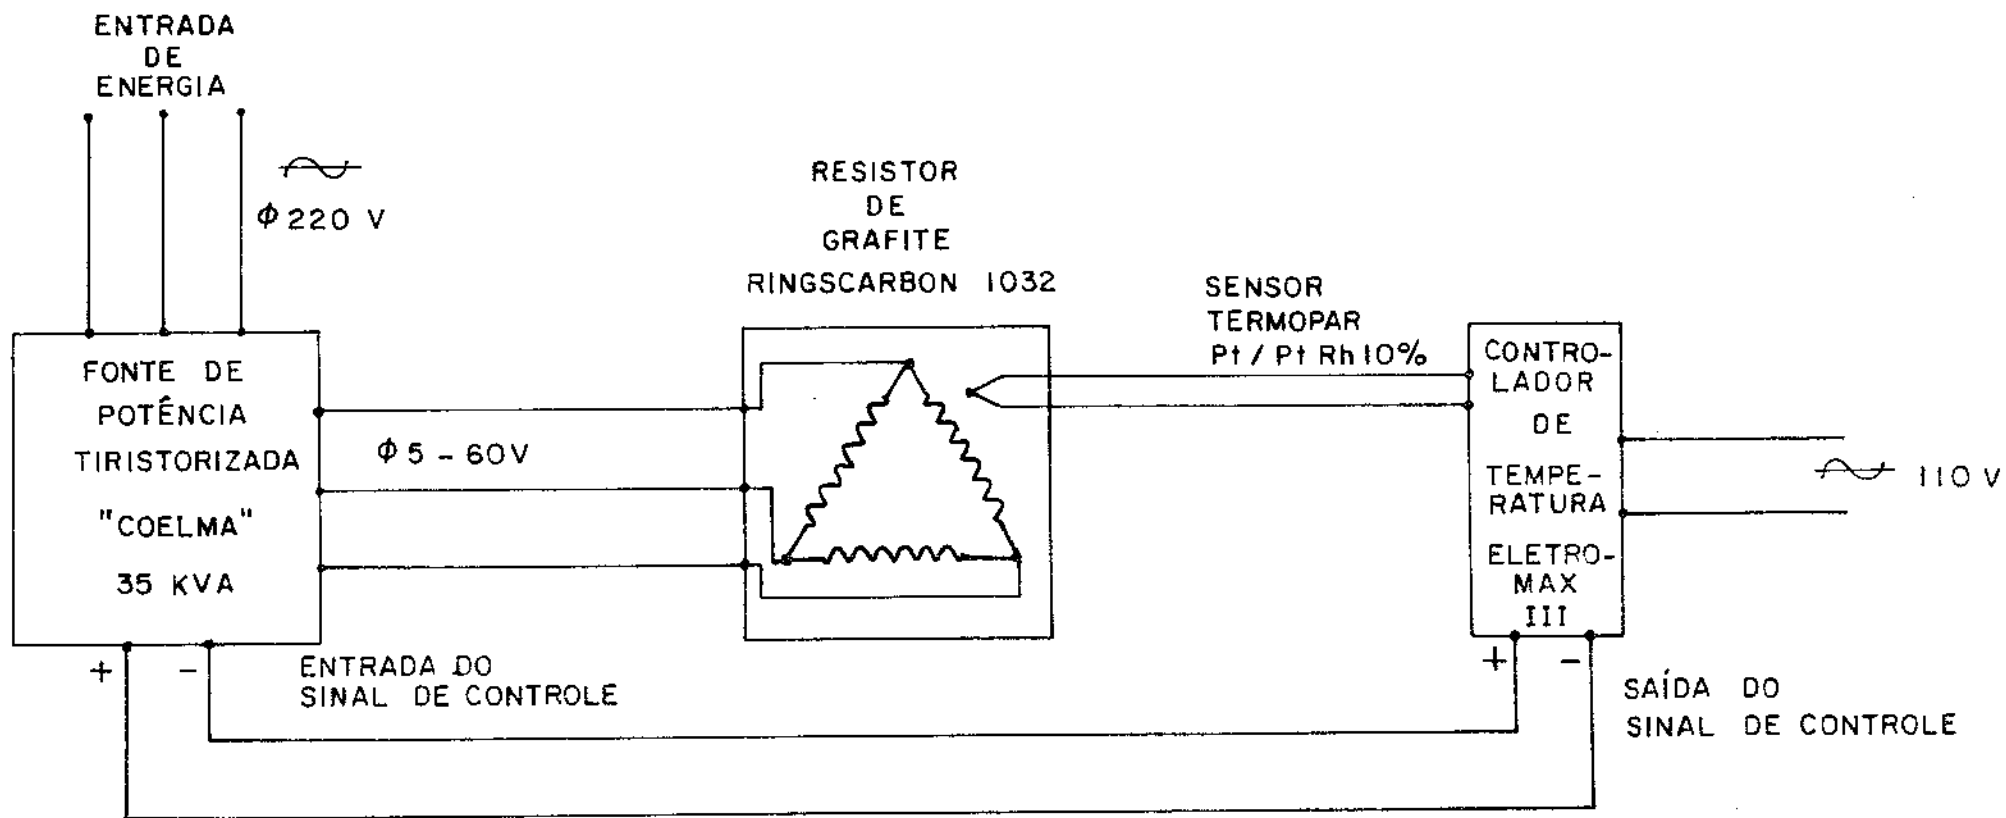 ENTRADA
DE
ENERGIA
ɸ 220 V
RESISTOR
DE
GRAFITE
RINGSCARBON 1032
SENSOR
TERMOPAR
Pt / Pt Rh 10%
FONTE DE
POTÊNCIA
TIRISTORIZADA
"COELMA"
35 KVA
ɸ 5 - 60 V
CONTRO-
LADOR
DE
TEMPE-
RATURA
ELETRO-
MAX
III
110 V
+ -
ENTRADA DO
SINAL DE CONTROLE
+ -
SAÍDA DO
SINAL DE CONTROLE